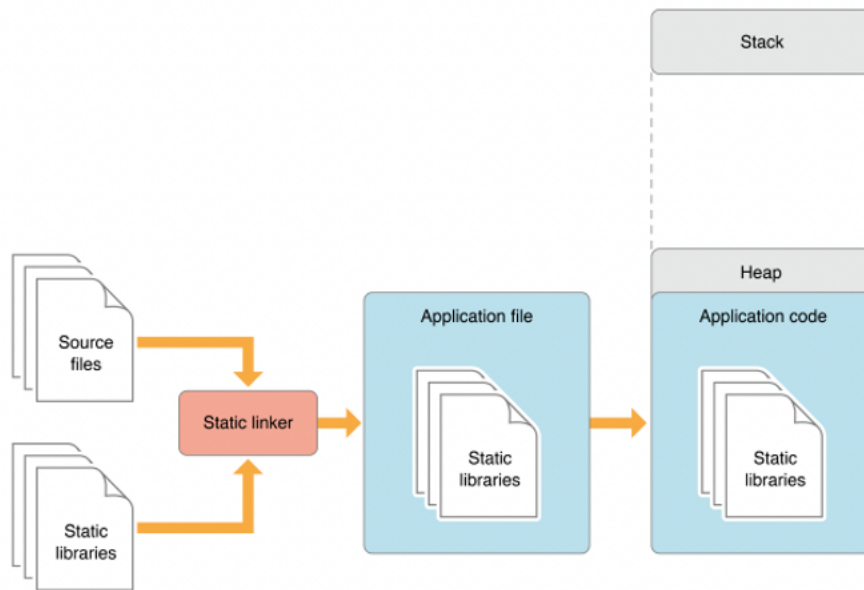 Stack
Heap
Application file
Application code
Source
files
Static linker
Static
libraries
Static
libraries
Static
libraries